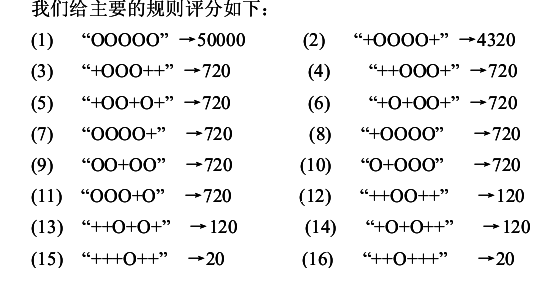 我们给主要的规则评分如下：
(1) “OOOOO” →50000 (2) “+OOOO+” →4320
(3) “+OOO++” →720 (4) “++OOO+” →720
(5) “+OO+O+” →720 (6) “+O+OO+” →720
(7) “OOOO+” →720 (8) “+OOOO” →720
(9) “OO+OO” →720 (10) “O+OOO” →720
(11) “OOO+O” →720 (12) “++OO++” →120
(13) “++O+O+” →120 (14) “+O+O++” →120
(15) “+++O++” →20 (16) “++O+++” →20